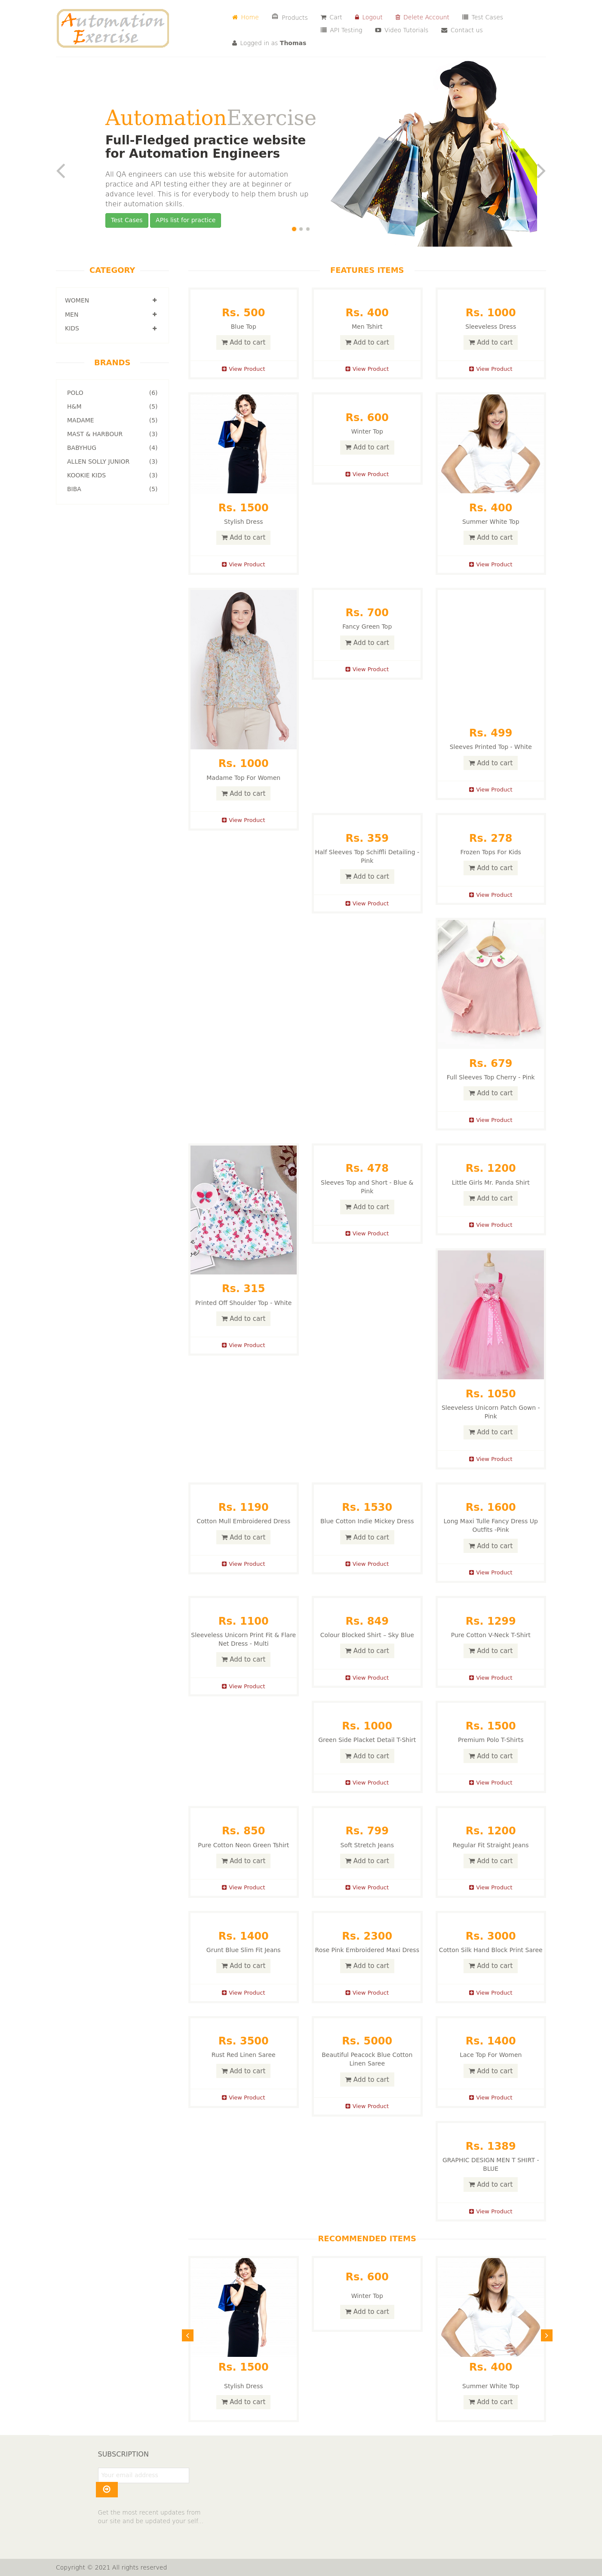 Automation
Exercise
Home
Products
Cart
Logout
Delete Account
Test Cases
API Testing
Video Tutorials
Contact us
Logged in as Thomas
AutomationExercise
Full-Fledged practice website
for Automation Engineers
All QA engineers can use this website for automation
practice and API testing either they are at beginner or
advance level. This is for everybody to help them brush up
their automation skills.
Test Cases
APIs list for practice
CATEGORY
WOMEN
MEN
KIDS
BRANDS
POLO (6)
H&M (5)
MADAME (5)
MAST & HARBOUR (3)
BABYHUG (4)
ALLEN SOLLY JUNIOR (3)
KOOKIE KIDS (3)
BIBA (5)
FEATURES ITEMS
Rs. 500
Blue Top
Add to cart
View Product
Rs. 400
Men Tshirt
Add to cart
View Product
Rs. 1000
Sleeveless Dress
Add to cart
View Product
Rs. 1500
Stylish Dress
Add to cart
View Product
Rs. 600
Winter Top
Add to cart
View Product
Rs. 400
Summer White Top
Add to cart
View Product
Rs. 1000
Madame Top For Women
Add to cart
View Product
Rs. 700
Fancy Green Top
Add to cart
View Product
Rs. 499
Sleeves Printed Top - White
Add to cart
View Product
Rs. 359
Half Sleeves Top Schiffli Detailing -
Pink
Add to cart
View Product
Rs. 278
Frozen Tops For Kids
Add to cart
View Product
Rs. 679
Full Sleeves Top Cherry - Pink
Add to cart
View Product
Rs. 315
Printed Off Shoulder Top - White
Add to cart
View Product
Rs. 478
Sleeves Top and Short - Blue &
Pink
Add to cart
View Product
Rs. 1200
Little Girls Mr. Panda Shirt
Add to cart
View Product
Rs. 1050
Sleeveless Unicorn Patch Gown -
Pink
Add to cart
View Product
Rs. 1190
Cotton Mull Embroidered Dress
Add to cart
View Product
Rs. 1530
Blue Cotton Indie Mickey Dress
Add to cart
View Product
Rs. 1600
Long Maxi Tulle Fancy Dress Up
Outfits -Pink
Add to cart
View Product
Rs. 1100
Sleeveless Unicorn Print Fit & Flare
Net Dress - Multi
Add to cart
View Product
Rs. 849
Colour Blocked Shirt – Sky Blue
Add to cart
View Product
Rs. 1299
Pure Cotton V-Neck T-Shirt
Add to cart
View Product
Rs. 1000
Green Side Placket Detail T-Shirt
Add to cart
View Product
Rs. 1500
Premium Polo T-Shirts
Add to cart
View Product
Rs. 850
Pure Cotton Neon Green Tshirt
Add to cart
View Product
Rs. 799
Soft Stretch Jeans
Add to cart
View Product
Rs. 1200
Regular Fit Straight Jeans
Add to cart
View Product
Rs. 1400
Grunt Blue Slim Fit Jeans
Add to cart
View Product
Rs. 2300
Rose Pink Embroidered Maxi Dress
Add to cart
View Product
Rs. 3000
Cotton Silk Hand Block Print Saree
Add to cart
View Product
Rs. 3500
Rust Red Linen Saree
Add to cart
View Product
Rs. 5000
Beautiful Peacock Blue Cotton
Linen Saree
Add to cart
View Product
Rs. 1400
Lace Top For Women
Add to cart
View Product
Rs. 1389
GRAPHIC DESIGN MEN T SHIRT -
BLUE
Add to cart
View Product
RECOMMENDED ITEMS
Rs. 1500
Stylish Dress
Add to cart
Rs. 600
Winter Top
Add to cart
Rs. 400
Summer White Top
Add to cart
SUBSCRIPTION
Your email address
Get the most recent updates from
our site and be updated your self...
Copyright © 2021 All rights reserved